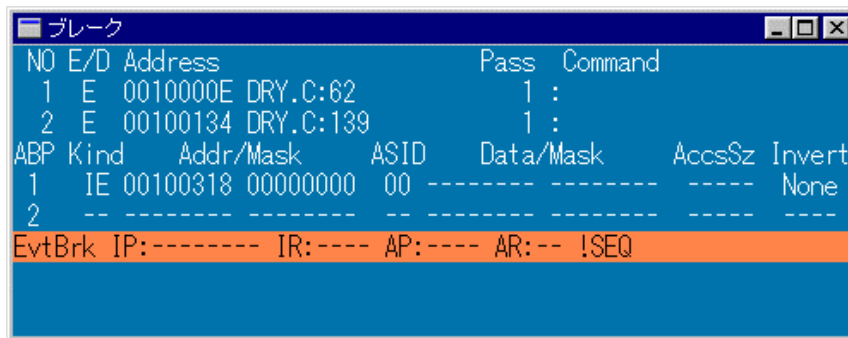 ブレーク
NO E/D Address Pass Command
1 E 0010000E DRY.C:62 1 :
2 E 00100134 DRY.C:139 1 :
ABP Kind Addr/Mask ASID Data/Mask AccsSz Invert
1 IE 00100318 00000000 00 -------- -------- ----- None
2 -- -------- -------- -- -------- -------- ----- ----
EvtBrk IP:-------- IR:---- AP:---- AR:-- !SEQ